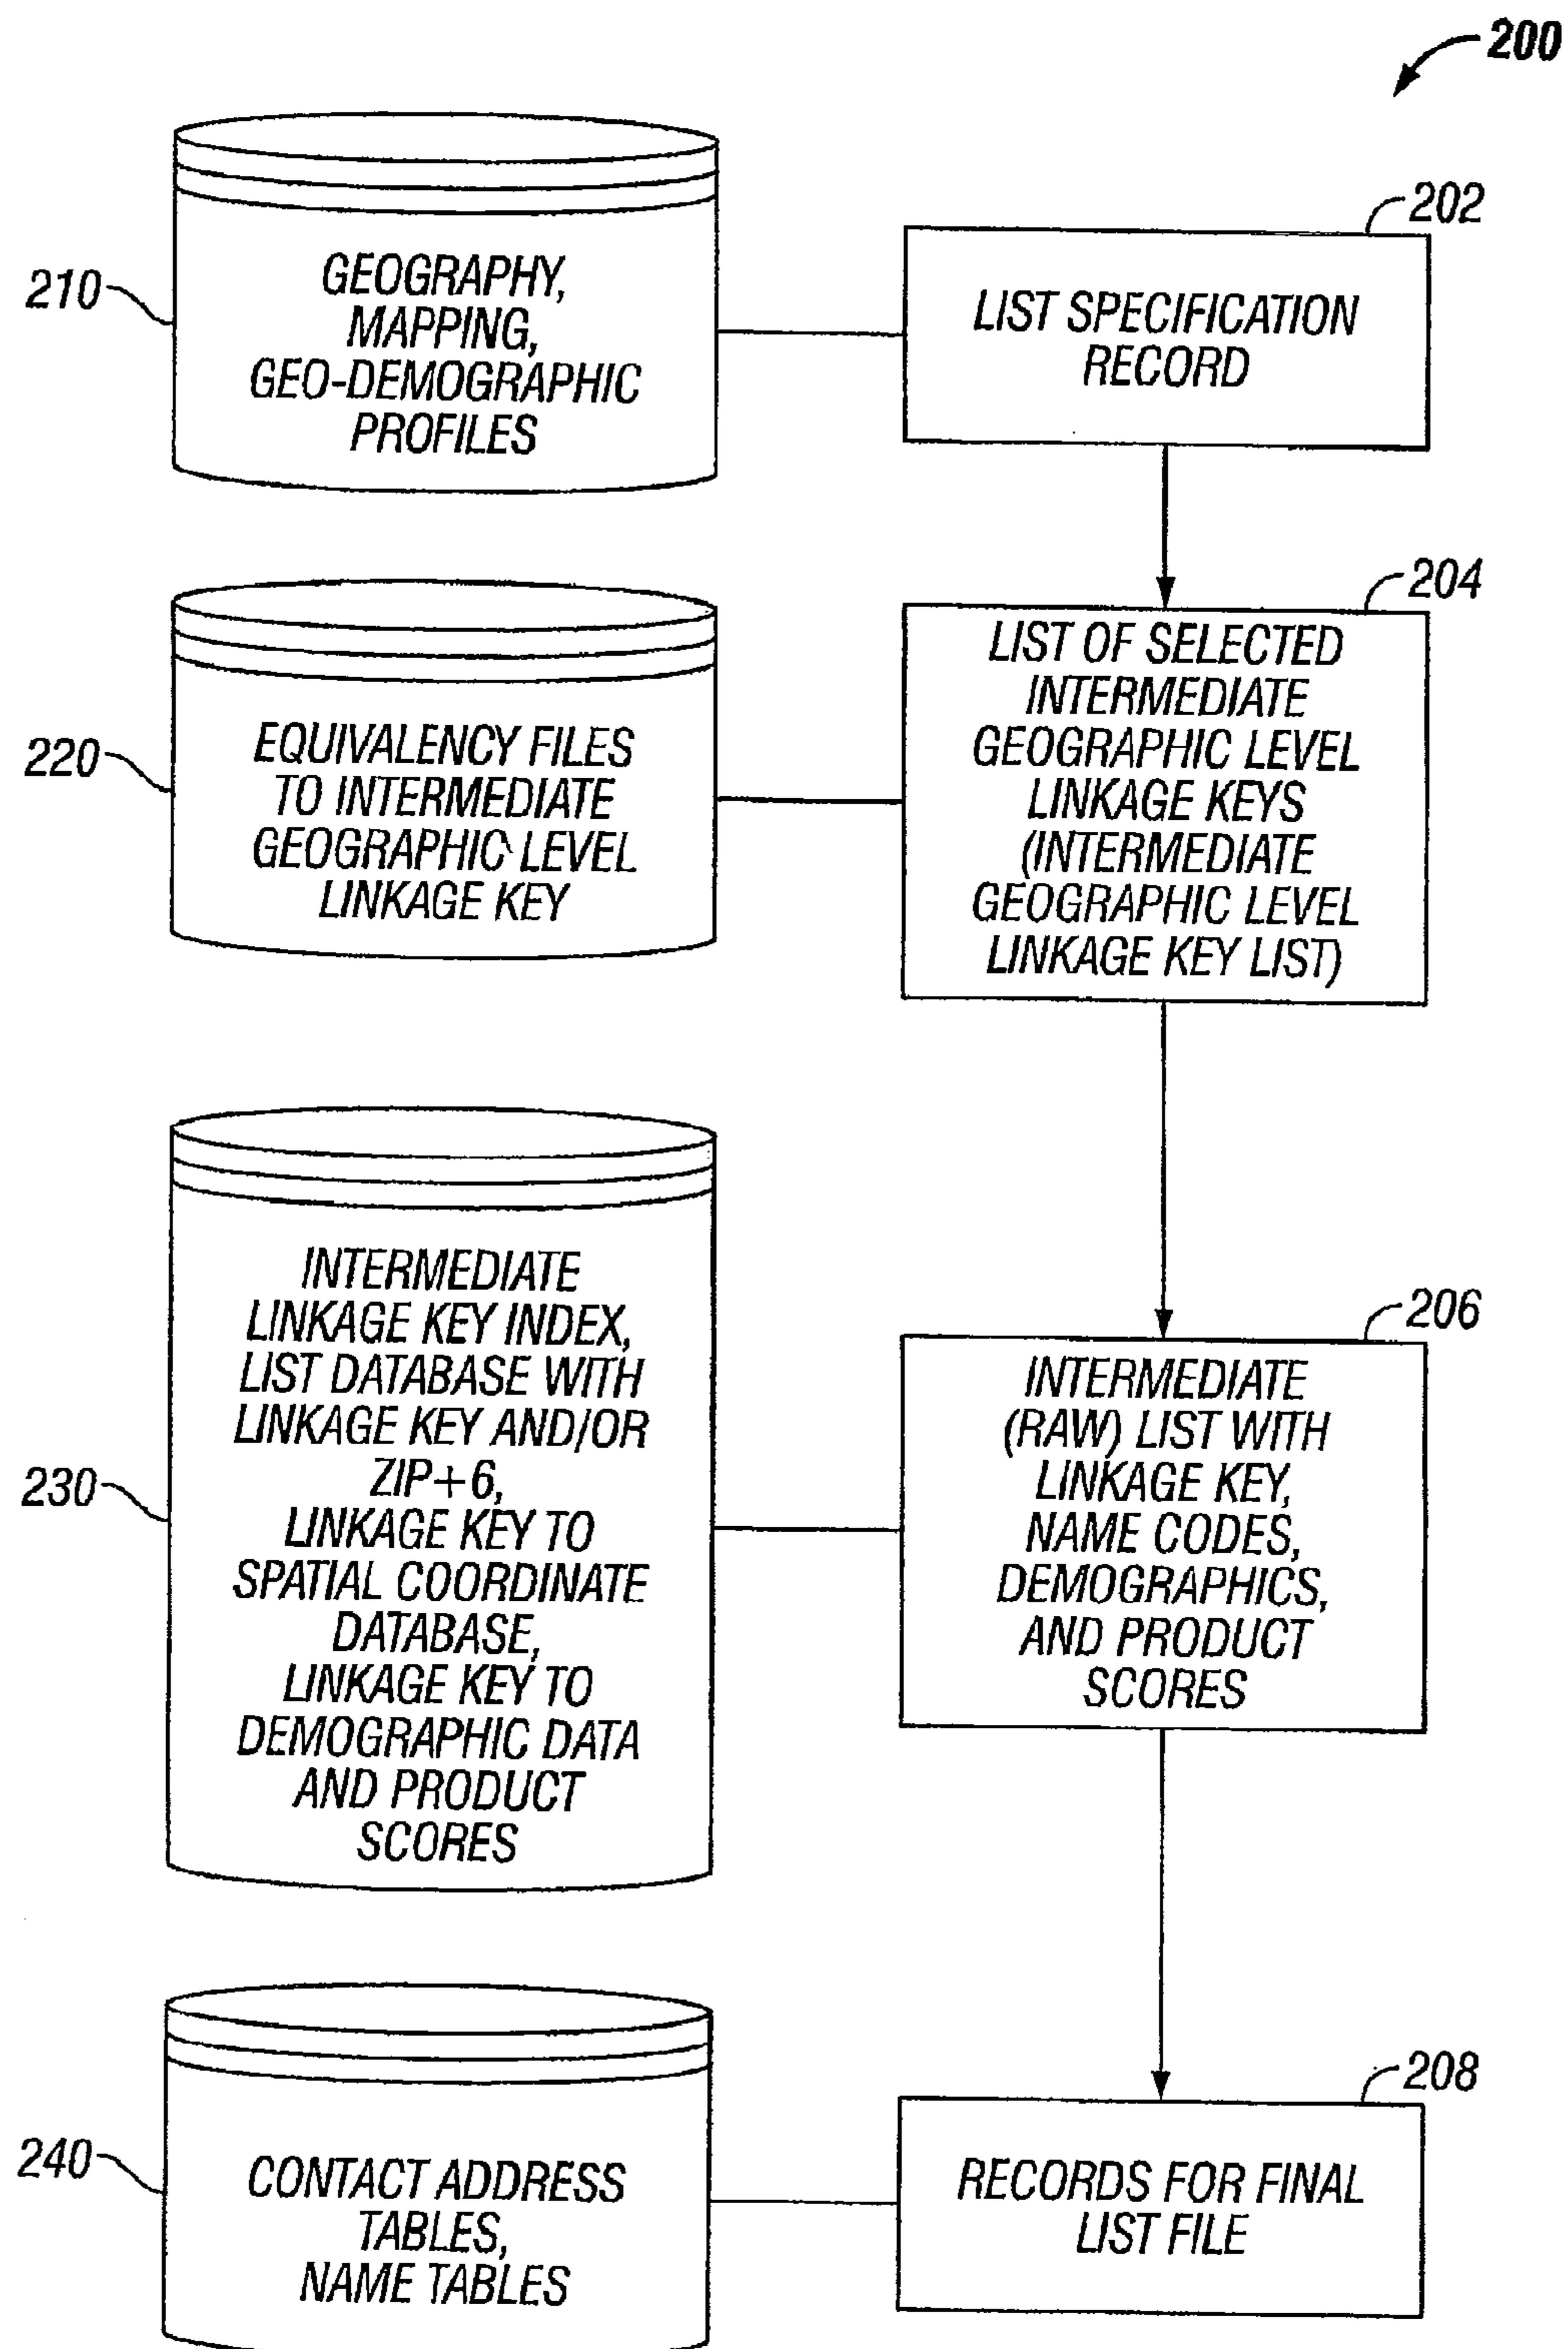 200
210
GEOGRAPHY,
MAPPING,
GEO-DEMOGRAPHIC
PROFILES
202
LIST SPECIFICATION
RECORD
220
EQUIVALENCY FILES
TO INTERMEDIATE
GEOGRAPHIC LEVEL
LINKAGE KEY
204
LIST OF SELECTED
INTERMEDIATE
GEOGRAPHIC LEVEL
LINKAGE KEYS
(INTERMEDIATE
GEOGRAPHIC LEVEL
LINKAGE KEY LIST)
230
INTERMEDIATE
LINKAGE KEY INDEX,
LIST DATABASE WITH
LINKAGE KEY AND/OR
ZIP+6,
LINKAGE KEY TO
SPATIAL COORDINATE
DATABASE,
LINKAGE KEY TO
DEMOGRAPHIC DATA
AND PRODUCT
SCORES
206
INTERMEDIATE
(RAW) LIST WITH
LINKAGE KEY,
NAME CODES,
DEMOGRAPHICS,
AND PRODUCT
SCORES
240
CONTACT ADDRESS
TABLES,
NAME TABLES
208
RECORDS FOR FINAL
LIST FILE